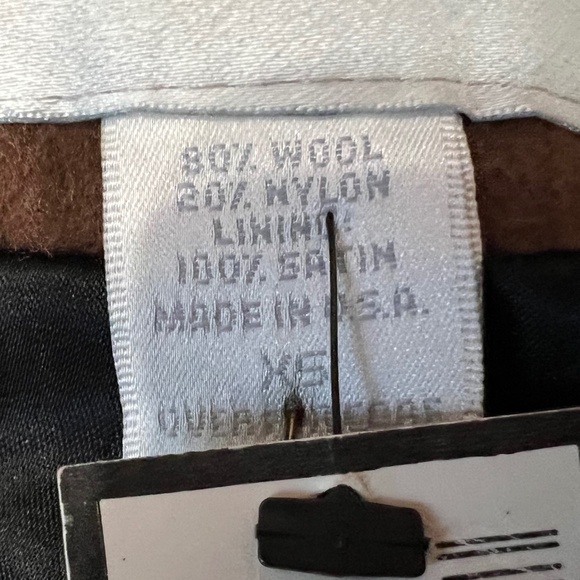 80% WOOL
20% NYLON
LINING:
100% SATIN
MADE IN U.S.A.
XS